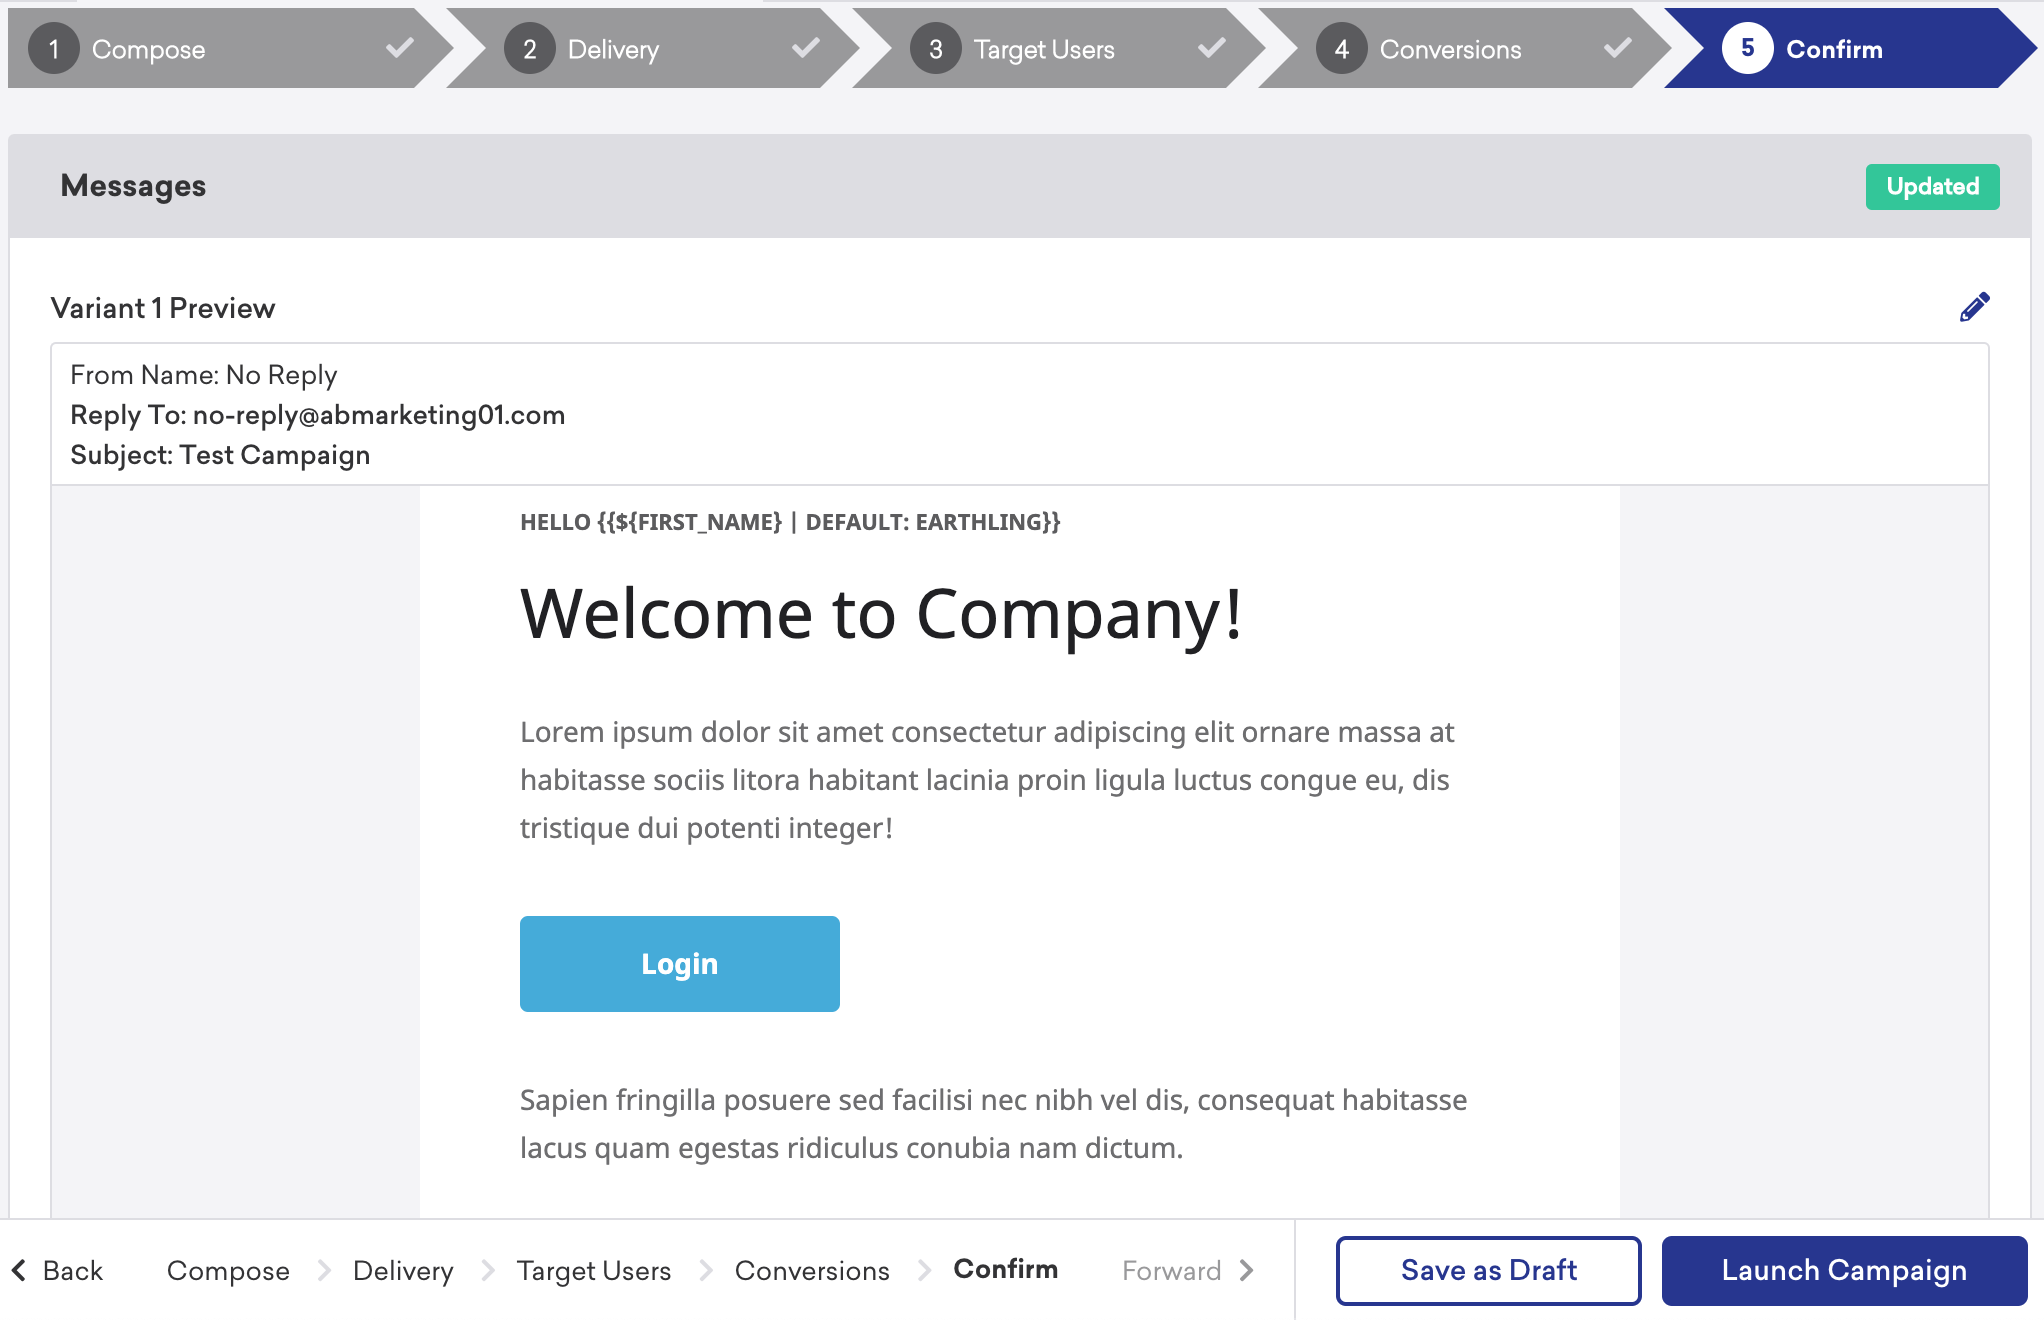 1 Compose
2 Delivery
3 Target Users
4 Conversions
5 Confirm
Messages
Updated
Variant 1 Preview
From Name: No Reply
Reply To: no-reply@abmarketing01.com
Subject: Test Campaign
HELLO {{${FIRST_NAME} | DEFAULT: EARTHLING}}
Welcome to Company!
Lorem ipsum dolor sit amet consectetur adipiscing elit ornare massa at
habitasse sociis litora habitant lacinia proin ligula luctus congue eu, dis
tristique dui potenti integer!
Login
Sapien fringilla posuere sed facilisi nec nibh vel dis, consequat habitasse
lacus quam egestas ridiculus conubia nam dictum.
Back
Compose
Delivery
Target Users
Conversions
Confirm
Forward
Save as Draft
Launch Campaign